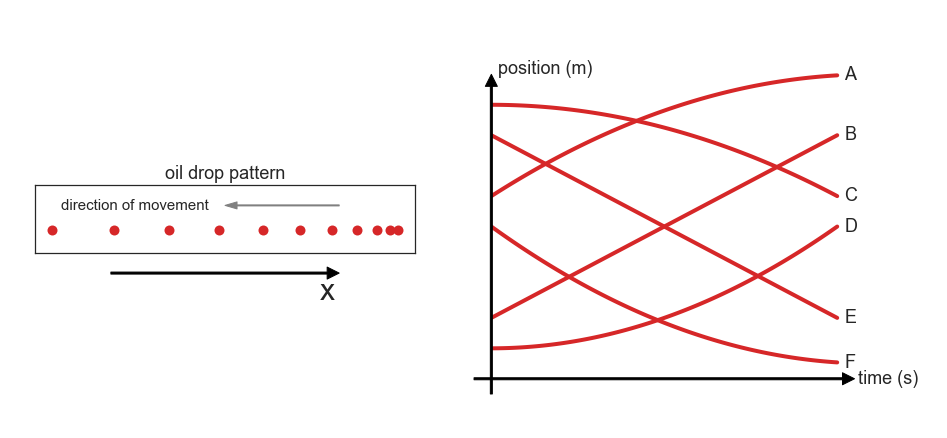 oil drop pattern
direction of movement
X
position (m)
A
B
C
D
E
F
time (s)